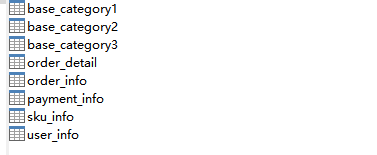 base_category1
base_category2
base_category3
order_detail
order_info
payment_info
sku_info
user_info